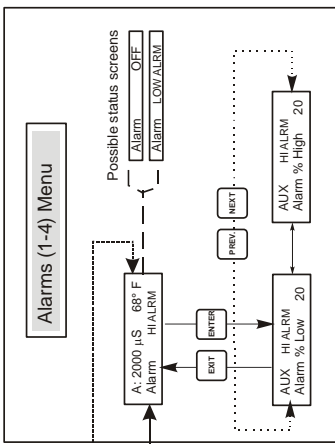 Alarms (1-4) Menu
Possible status screens
A: 2000 µS 68° F
Alarm HI ALRM
Alarm OFF
Alarm LOW ALRM
EXIT
ENTER
PREV.
NEXT
AUX HI ALRM
Alarm % Low 20
AUX HI ALRM
Alarm % High 20